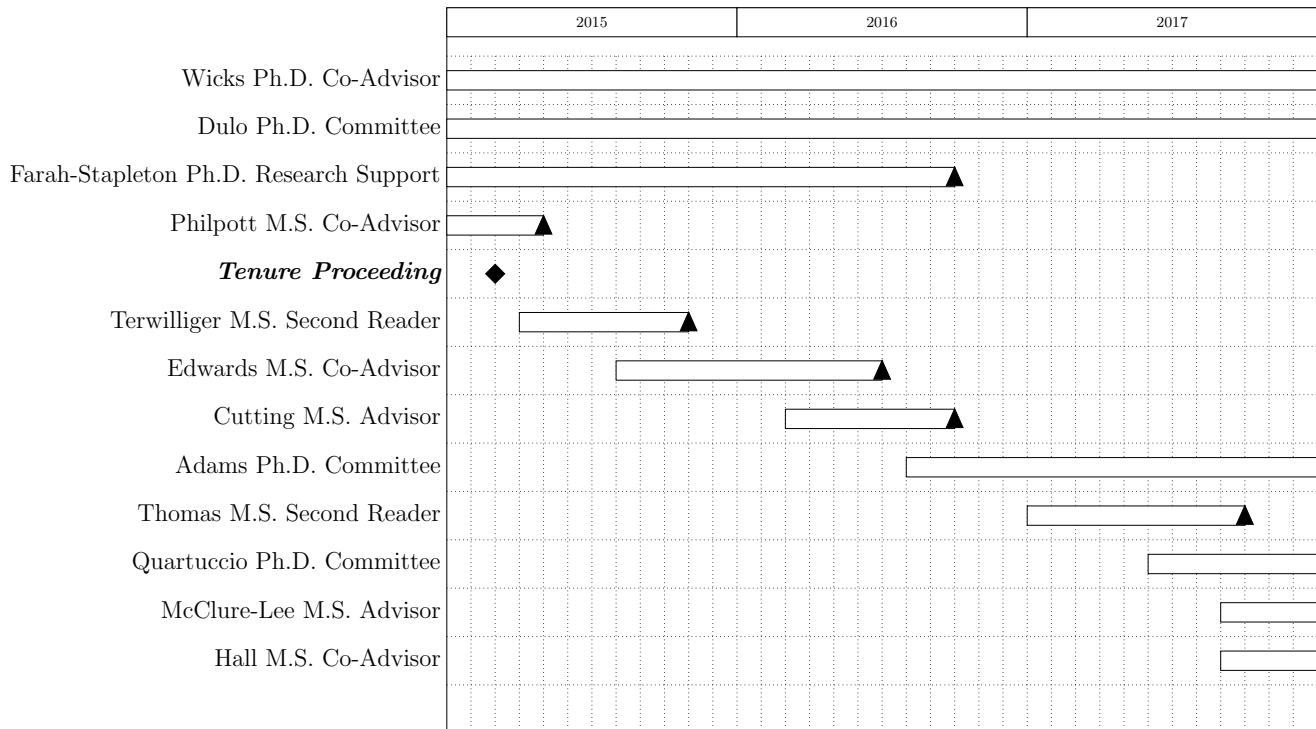 2015 2016 2017
Wicks Ph.D. Co-Advisor
Dulo Ph.D. Committee
Farah-Stapleton Ph.D. Research Support
Philpott M.S. Co-Advisor
Tenure Proceeding
Terwilliger M.S. Second Reader
Edwards M.S. Co-Advisor
Cutting M.S. Advisor
Adams Ph.D. Committee
Thomas M.S. Second Reader
Quartuccio Ph.D. Committee
McClure-Lee M.S. Advisor
Hall M.S. Co-Advisor